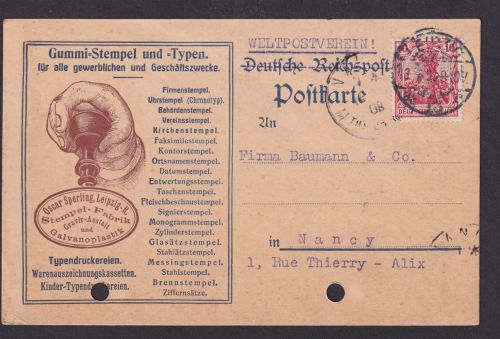 Gummi-Stempel und -Typen.
für alle gewerblichen und Geschäftszwecke.
Firmenstempel.
Uhrstempel (Chronotyp).
Behördenstempel.
Vereinsstempel.
Kirchenstempel.
Faksimilestempel.
Kontorstempel.
Ortsnamenstempel.
Datumstempel.
Entwertungsstempel.
Taschenstempel.
Fleischbeschaustempel.
Signierstempel.
Monogrammstempel.
Zylinderstempel.
Glasätzstempel.
Stahlätzstempel.
Messingstempel.
Stahlstempel.
Brennstempel.
Ziffernsätze.
Oscar Sperling, Leipzig-R.
Stempel-Fabrik
Gravir-Anstalt
und
Galvanoplastik
Typendruckereien.
Warenauszeichnungskassetten.
Kinder-Typendruckereien.
WELTPOSTVEREIN!
Deutsche Reichspost
Postkarte
An
08
Firma Baumann & Co.
in Nancy
1, Rue Thierry - Alix